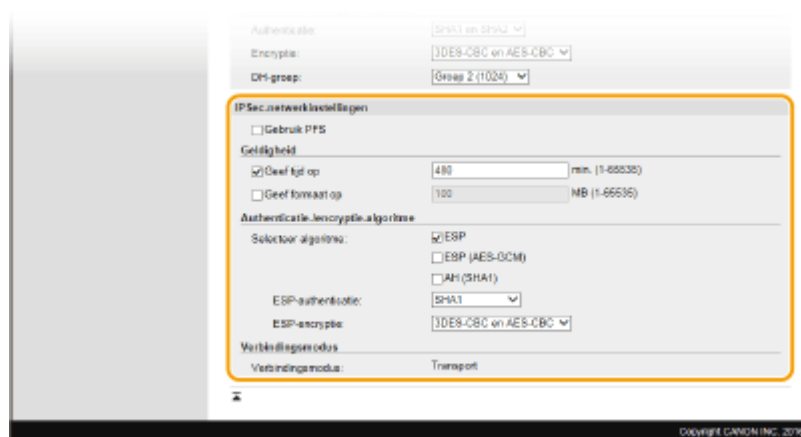 Authenticatie: SHA1 en SHA2
Encryptie: 3DES-CBC en AES-CBC
DH-groep: Groep 2 (1024)
IPSec.netwerkinstellingen
Gebruik PFS
Geldigheid
Geef tijd op 480 min. (1-65535)
Geef formaat op 100 MB (1-65535)
Authenticatie-/encryptie-algoritme
Selecteer algoritme: ESP
ESP (AES-GCM)
AH (SHA1)
ESP-authenticatie: SHA1
ESP-encryptie: 3DES-CBC en AES-CBC
Verbindingsmodus
Verbindingsmodus: Transport
Copyright CANON INC. 2016